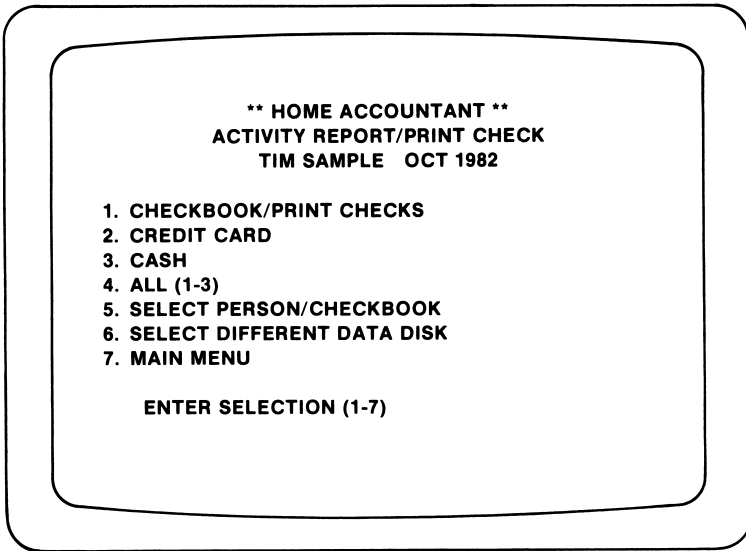 ** HOME ACCOUNTANT **
ACTIVITY REPORT/PRINT CHECK
TIM SAMPLE OCT 1982
1. CHECKBOOK/PRINT CHECKS
2. CREDIT CARD
3. CASH
4. ALL (1-3)
5. SELECT PERSON/CHECKBOOK
6. SELECT DIFFERENT DATA DISK
7. MAIN MENU
ENTER SELECTION (1-7)